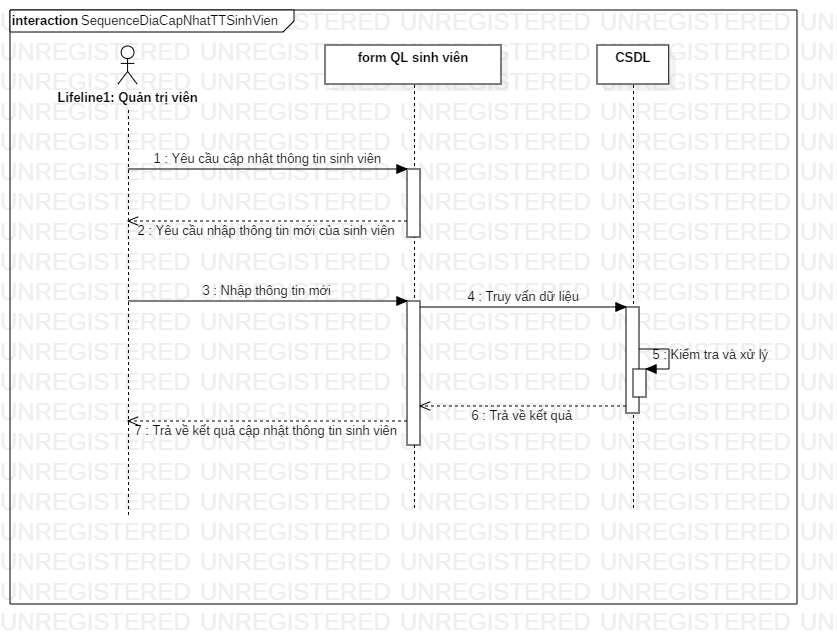 interaction SequenceDiaCapNhatTTSinhVien
form QL sinh viên
CSDL
Lifeline1: Quản trị viên
1 : Yêu cầu cập nhật thông tin sinh viên
2 : Yêu cầu nhập thông tin mới của sinh viên
3 : Nhập thông tin mới
4 : Truy vấn dữ liệu
5 : Kiểm tra và xử lý
6 : Trả về kết quả
7 : Trả về kết quả cập nhật thông tin sinh viên
UNREGISTERED